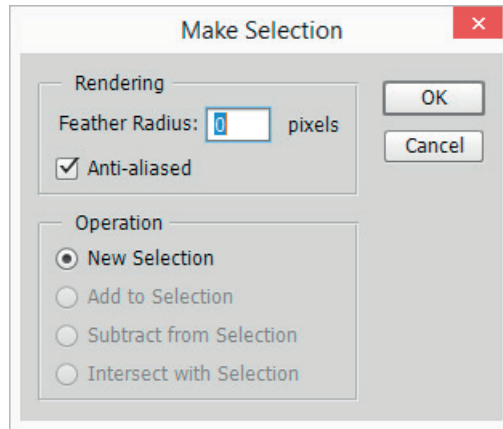 Make Selection
Rendering
Feather Radius: 0 pixels
Anti-aliased
OK
Cancel
Operation
New Selection
Add to Selection
Subtract from Selection
Intersect with Selection